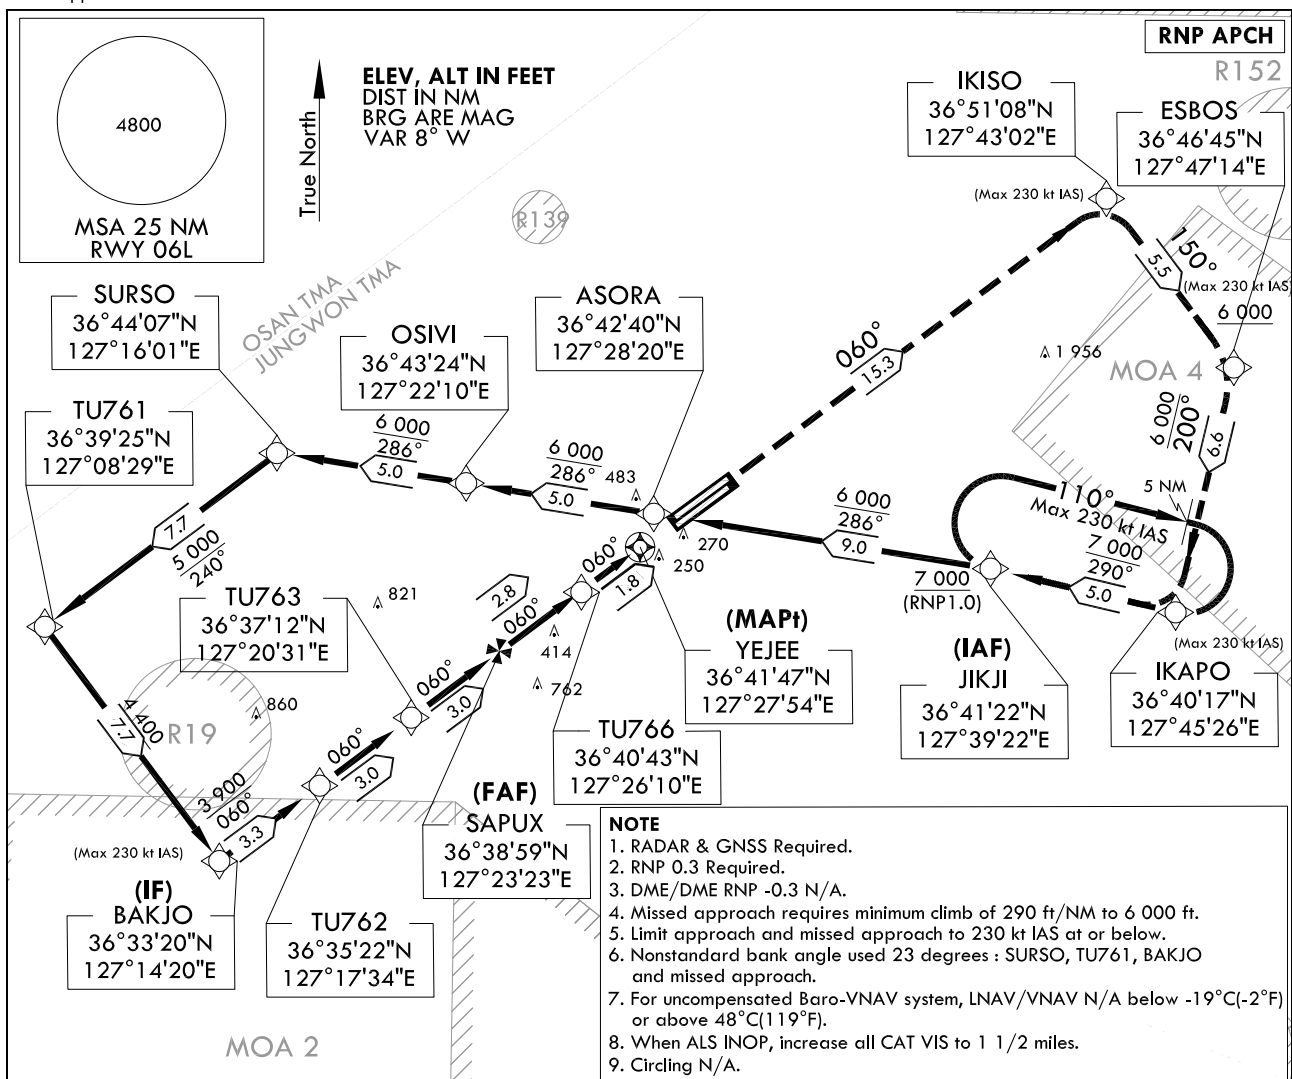 RNP APCH
R152
4800
MSA 25 NM
RWY 06L
True North
ELEV, ALT IN FEET
DIST IN NM
BRG ARE MAG
VAR 8° W
R139
OSAN TMA
JUNGWON TMA
IKISO
36°51'08"N
127°43'02"E
(Max 230 kt IAS)
ESBOS
36°46'45"N
127°47'14"E
150°
5.5
(Max 230 kt IAS)
6 000
SURSO
36°44'07"N
127°16'01"E
OSIVI
36°43'24"N
127°22'10"E
ASORA
36°42'40"N
127°28'20"E
060°
15.3
1 956
MOA 4
TU761
36°39'25"N
127°08'29"E
6 000
286°
5.0
6 000
286°
5.0
483
6 000
200°
6.6
7.7
5 000
240°
110°
Max 230 kt IAS
5 NM
6 000
286°
9.0
7 000
290°
5.0
7 000
(RNP1.0)
270
250
060°
1.8
2.8
060°
821
414
762
TU763
36°37'12"N
127°20'31"E
060°
3.0
(MAPt)
YEJEE
36°41'47"N
127°27'54"E
(IAF)
JIKJI
36°41'22"N
127°39'22"E
(Max 230 kt IAS)
IKAPO
36°40'17"N
127°45'26"E
4 400
7.7
R19
860
060°
3.0
TU766
36°40'43"N
127°26'10"E
3 900
060°
3.3
(Max 230 kt IAS)
(FAF)
SAPUX
36°38'59"N
127°23'23"E
(IF)
BAKJO
36°33'20"N
127°14'20"E
TU762
36°35'22"N
127°17'34"E
MOA 2
NOTE
1. RADAR & GNSS Required.
2. RNP 0.3 Required.
3. DME/DME RNP -0.3 N/A.
4. Missed approach requires minimum climb of 290 ft/NM to 6 000 ft.
5. Limit approach and missed approach to 230 kt IAS at or below.
6. Nonstandard bank angle used 23 degrees : SURSO, TU761, BAKJO
and missed approach.
7. For uncompensated Baro-VNAV system, LNAV/VNAV N/A below -19°C(-2°F)
or above 48°C(119°F).
8. When ALS INOP, increase all CAT VIS to 1 1/2 miles.
9. Circling N/A.